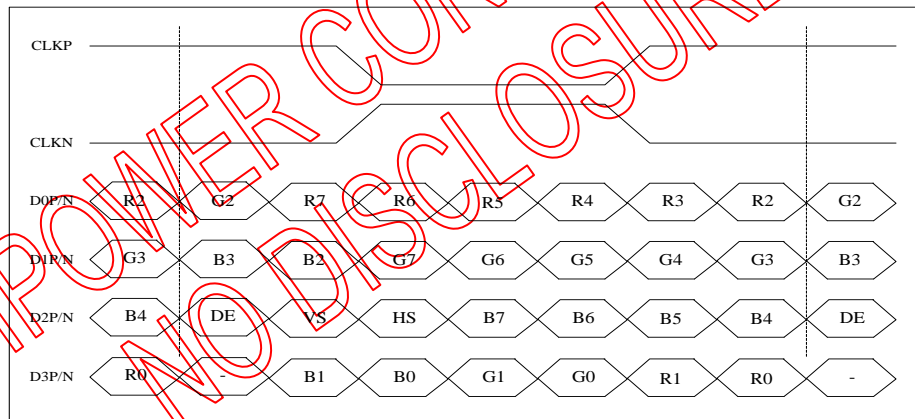 CLKP
CLKN
D0P/N R2 G2 R7 R6 R5 R4 R3 R2 G2
D1P/N G3 B3 B2 G7 G6 G5 G4 G3 B3
D2P/N B4 DE VS HS B7 B6 B5 B4 DE
D3P/N R0 - B1 B0 G1 G0 R1 R0 -
NO DISCLOSURE